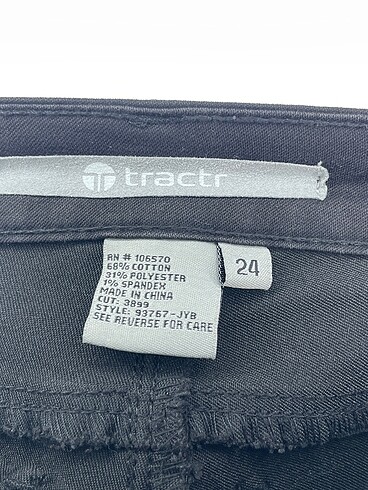 tractr
RN # 106570
68% COTTON
31% POLYESTER
1% SPANDEX
MADE IN CHINA
CUT: 3899
STYLE: 93767-JYB
SEE REVERSE FOR CARE
24